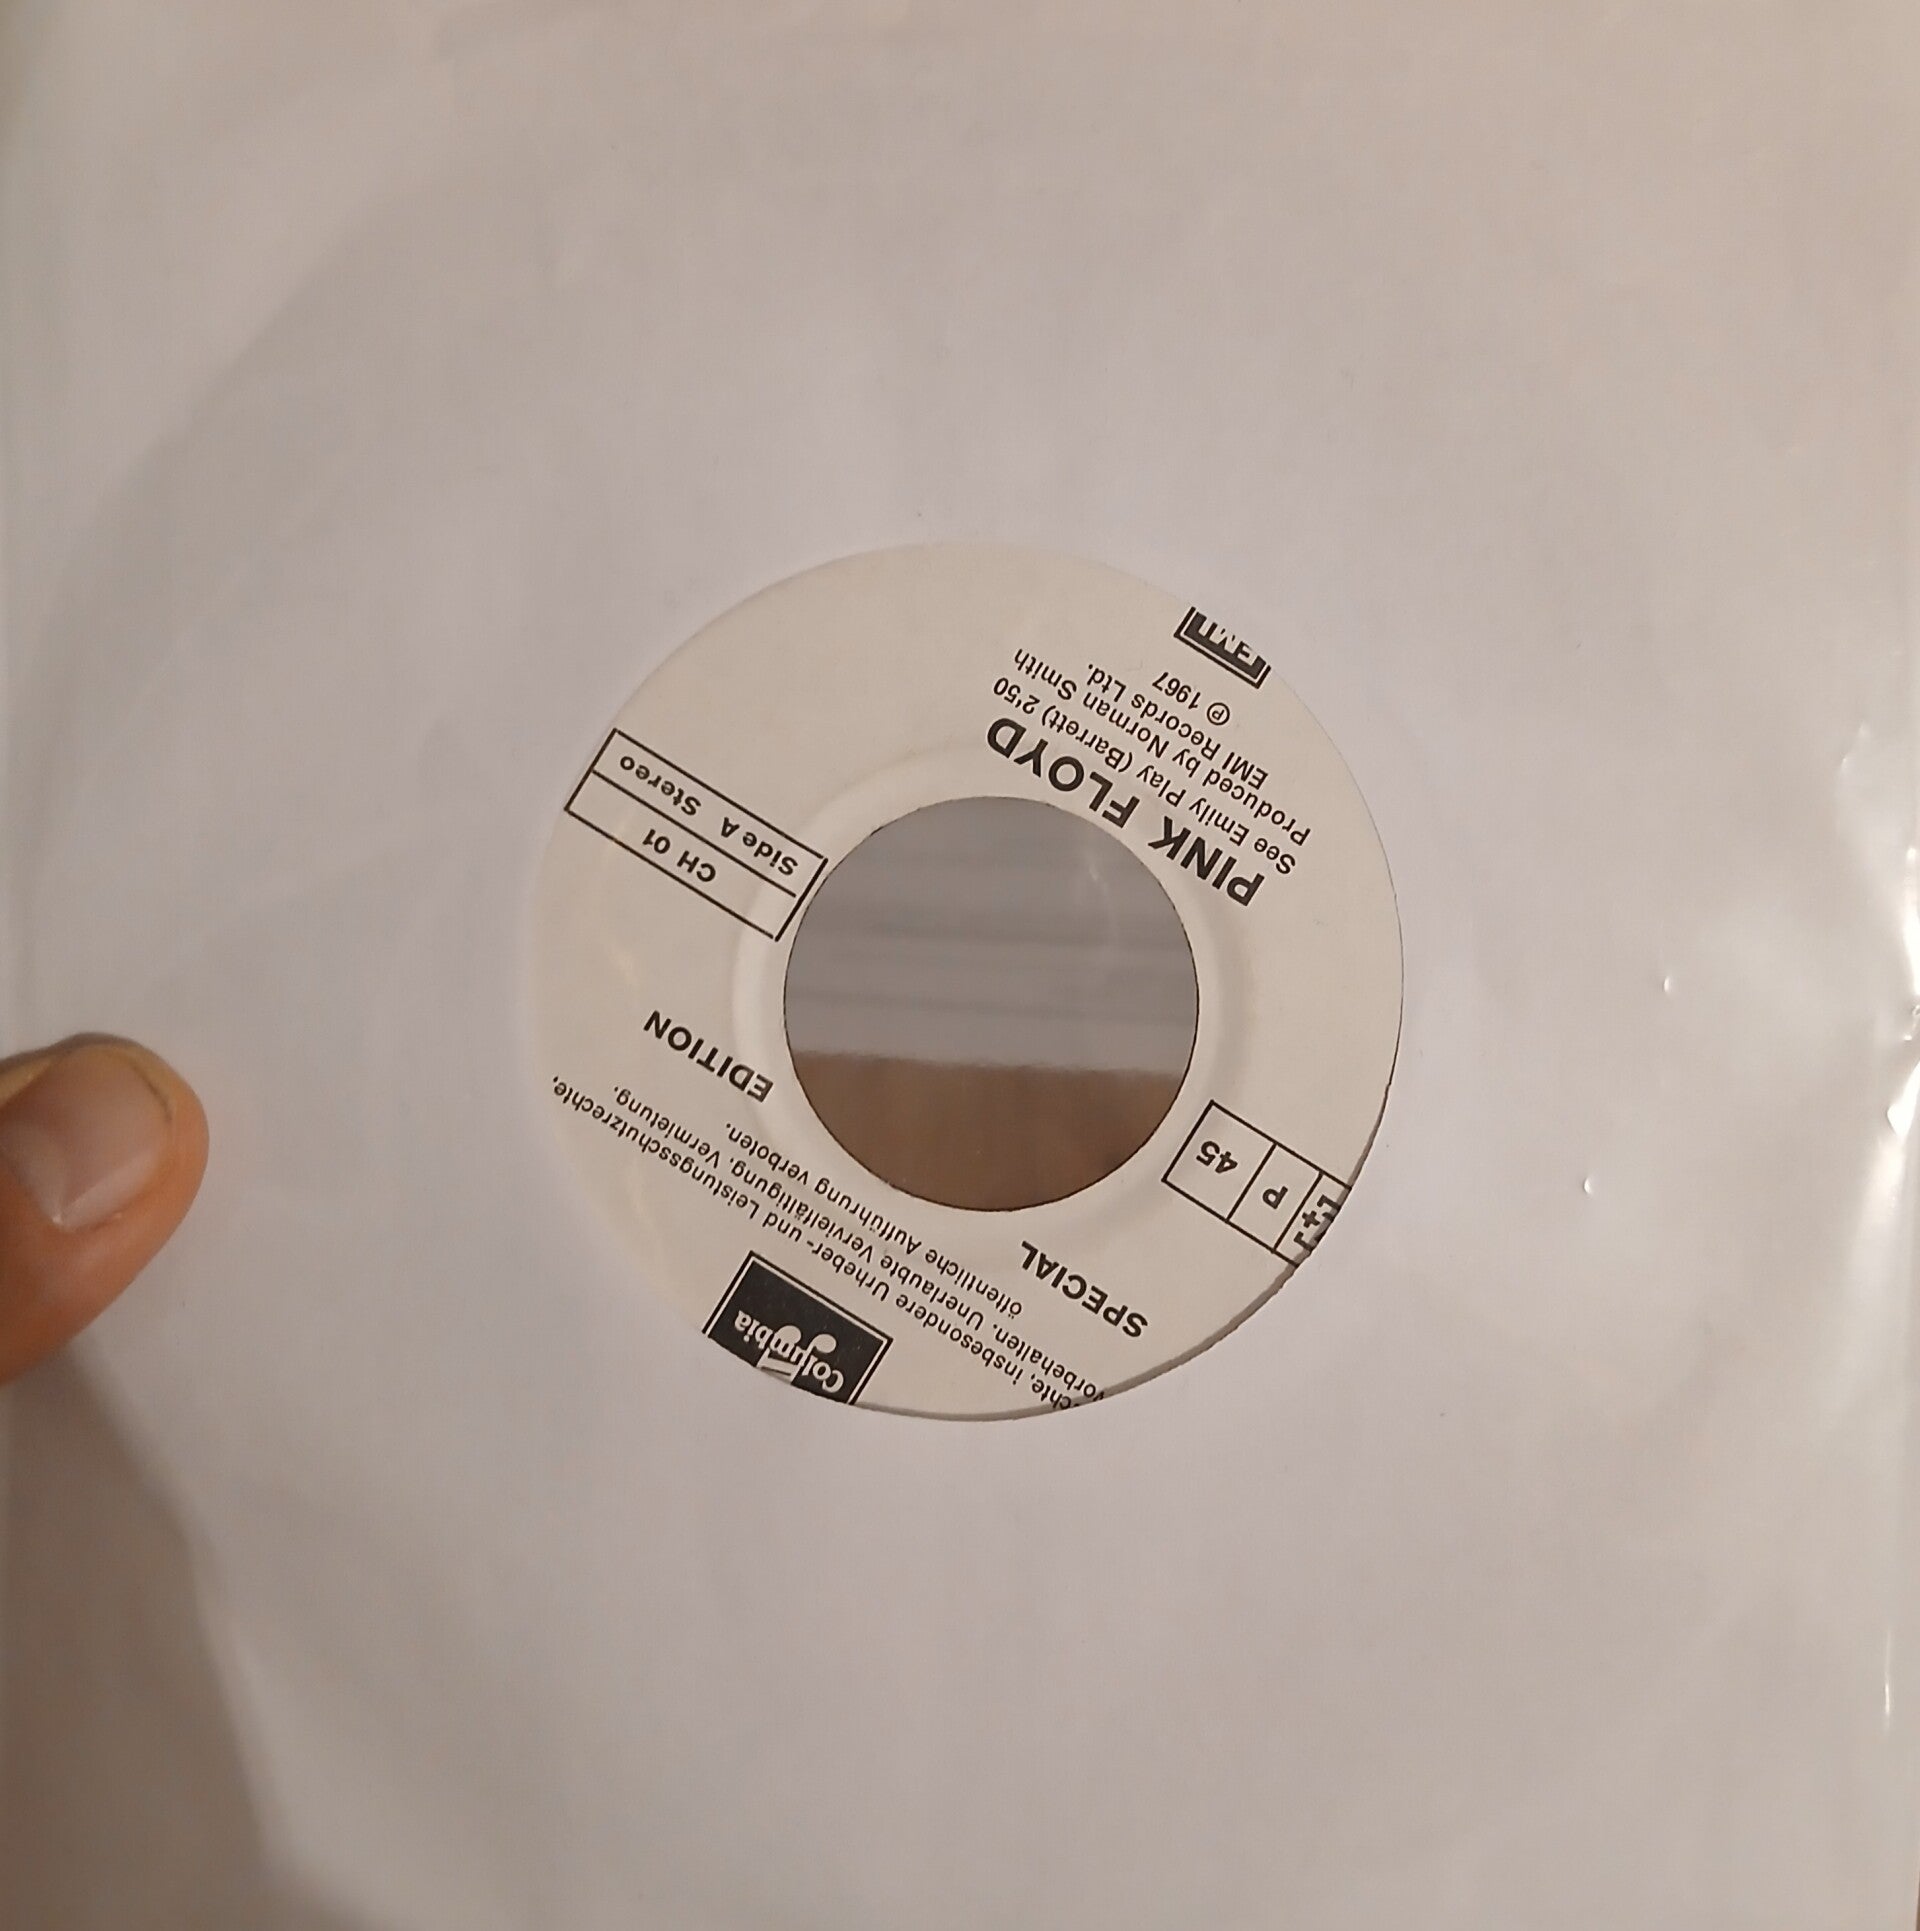 Columbia
chte, insbesondere Urheber- und Leistungsschutzrechte,
vorbehalten. Unerlaubte Vervielfältigung, Vermietung,
öffentliche Aufführung verboten.
SPECIAL EDITION
P 45
CH 01
Side A Stereo
PINK FLOYD
See Emily Play (Barrett) 2'50
Produced by Norman Smith
EMI Records Ltd.
℗ 1967
EMI